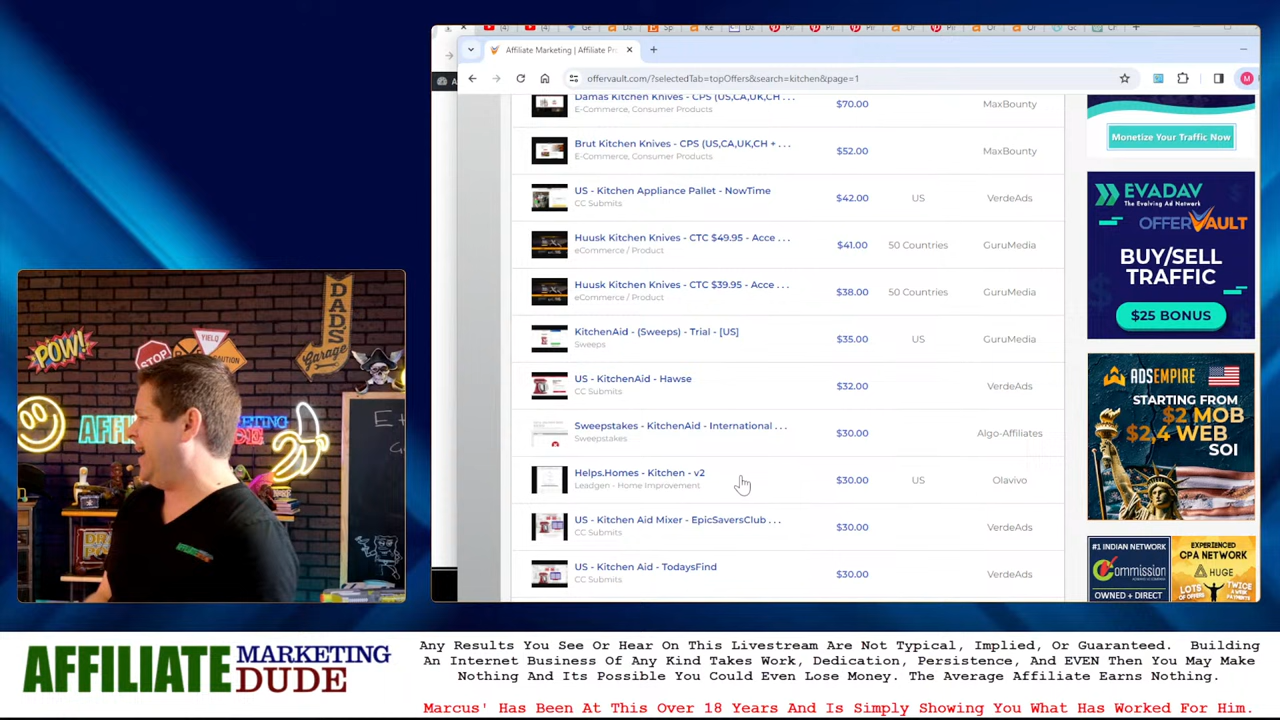 Affiliate Marketing | Affiliate Pr
offervault.com/?selectedTab=topOffers&search=kitchen&page=1
Damas Kitchen Knives - CPS (US,CA,UK,CH . . .
E-Commerce, Consumer Products
$70.00
MaxBounty
Brut Kitchen Knives - CPS (US,CA,UK,CH + . . .
E-Commerce, Consumer Products
$52.00
MaxBounty
US - Kitchen Appliance Pallet - NowTime
CC Submits
$42.00
US
VerdeAds
Huusk Kitchen Knives - CTC $49.95 - Acce . . .
eCommerce / Product
$41.00
50 Countries
GuruMedia
Huusk Kitchen Knives - CTC $39.95 - Acce . . .
eCommerce / Product
$38.00
50 Countries
GuruMedia
KitchenAid - (Sweeps) - Trial - [US]
Sweeps
$35.00
US
GuruMedia
US - KitchenAid - Hawse
CC Submits
$32.00
VerdeAds
Sweepstakes - KitchenAid - International . . .
Sweepstakes
$30.00
Algo-Affiliates
Helps.Homes - Kitchen - v2
Leadgen - Home Improvement
$30.00
US
Olavivo
US - Kitchen Aid Mixer - EpicSaversClub . . .
CC Submits
$30.00
VerdeAds
US - Kitchen Aid - TodaysFind
CC Submits
$30.00
VerdeAds
Monetize Your Traffic Now
EVADAV
The Evolving Ad Network
OFFERVAULT
BUY/SELL
TRAFFIC
$25 BONUS
ADSEMPIRE
STARTING FROM
$2 MOB
$2,4 WEB
SOI
#1 INDIAN NETWORK
Commission
OWNED + DIRECT
EXPERIENCED
CPA NETWORK
HUGE
LOTS OF OFFERS
DADS
Garage
POW!
STOP
YIELD
CAUTION
AFFILIATE MARKETING DUDE
Any Results You See Or Hear On This Livestream Are Not Typical, Implied, Or Guaranteed. Building
An Internet Business Of Any Kind Takes Work, Dedication, Persistence, And EVEN Then You May Make
Nothing And Its Possible You Could Even Lose Money. The Average Affiliate Earns Nothing.
Marcus' Has Been At This Over 18 Years And Is Simply Showing You What Has Worked For Him.